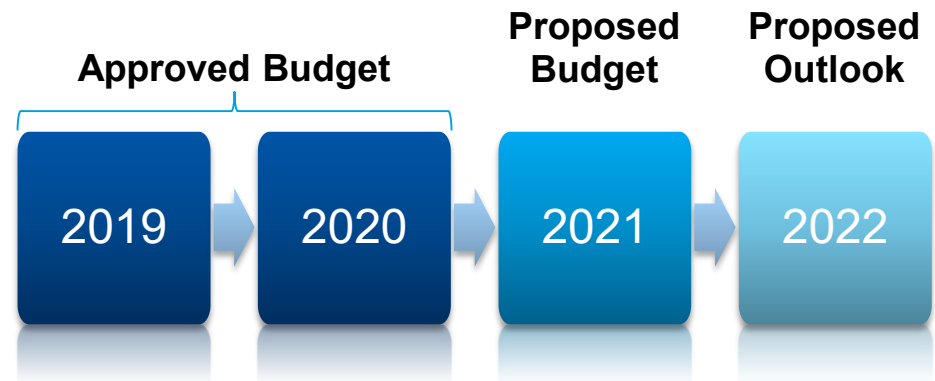 Approved Budget
Proposed
Budget
Proposed
Outlook
2019
2020
2021
2022